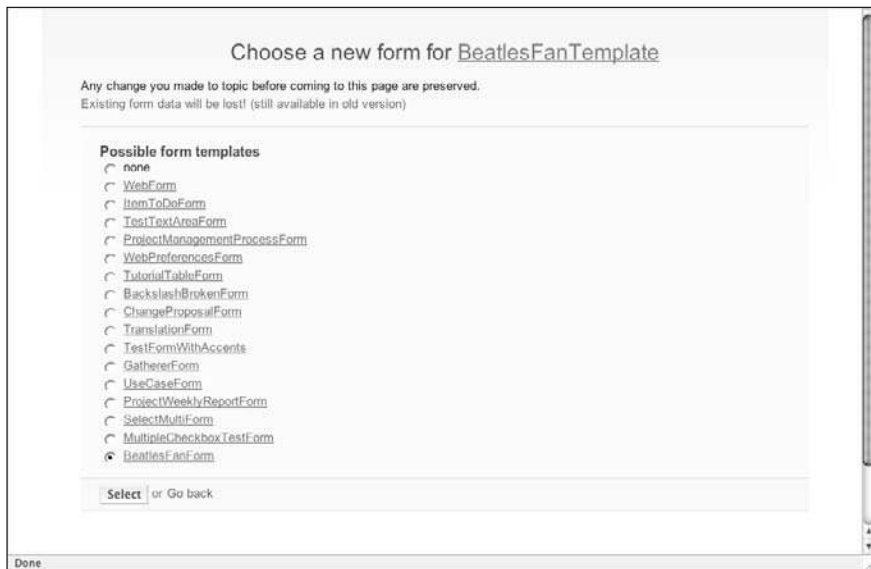 Choose a new form for BeatlesFanTemplate
Any change you made to topic before coming to this page are preserved.
Existing form data will be lost! (still available in old version)
Possible form templates
none
WebForm
ItemToDoForm
TestTextAreaForm
ProjectManagementProcessForm
WebPreferencesForm
TutorialTableForm
BackslashBrokenForm
ChangeProposalForm
TranslationForm
TestFormWithAccents
GathererForm
UseCaseForm
ProjectWeeklyReportForm
SelectMultiForm
MultipleCheckboxTestForm
BeatlesFanForm
Select or Go back
Done